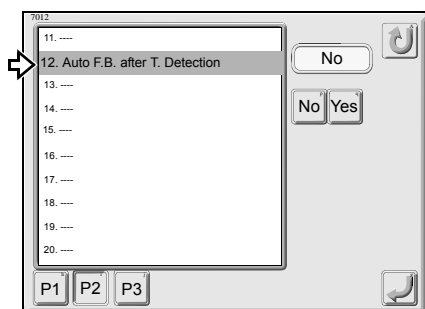 7012
11. ----
12. Auto F.B. after T. Detection
13. ----
14. ----
15. ----
16. ----
17. ----
18. ----
19. ----
20. ----
No
No Yes
P1 P2 P3